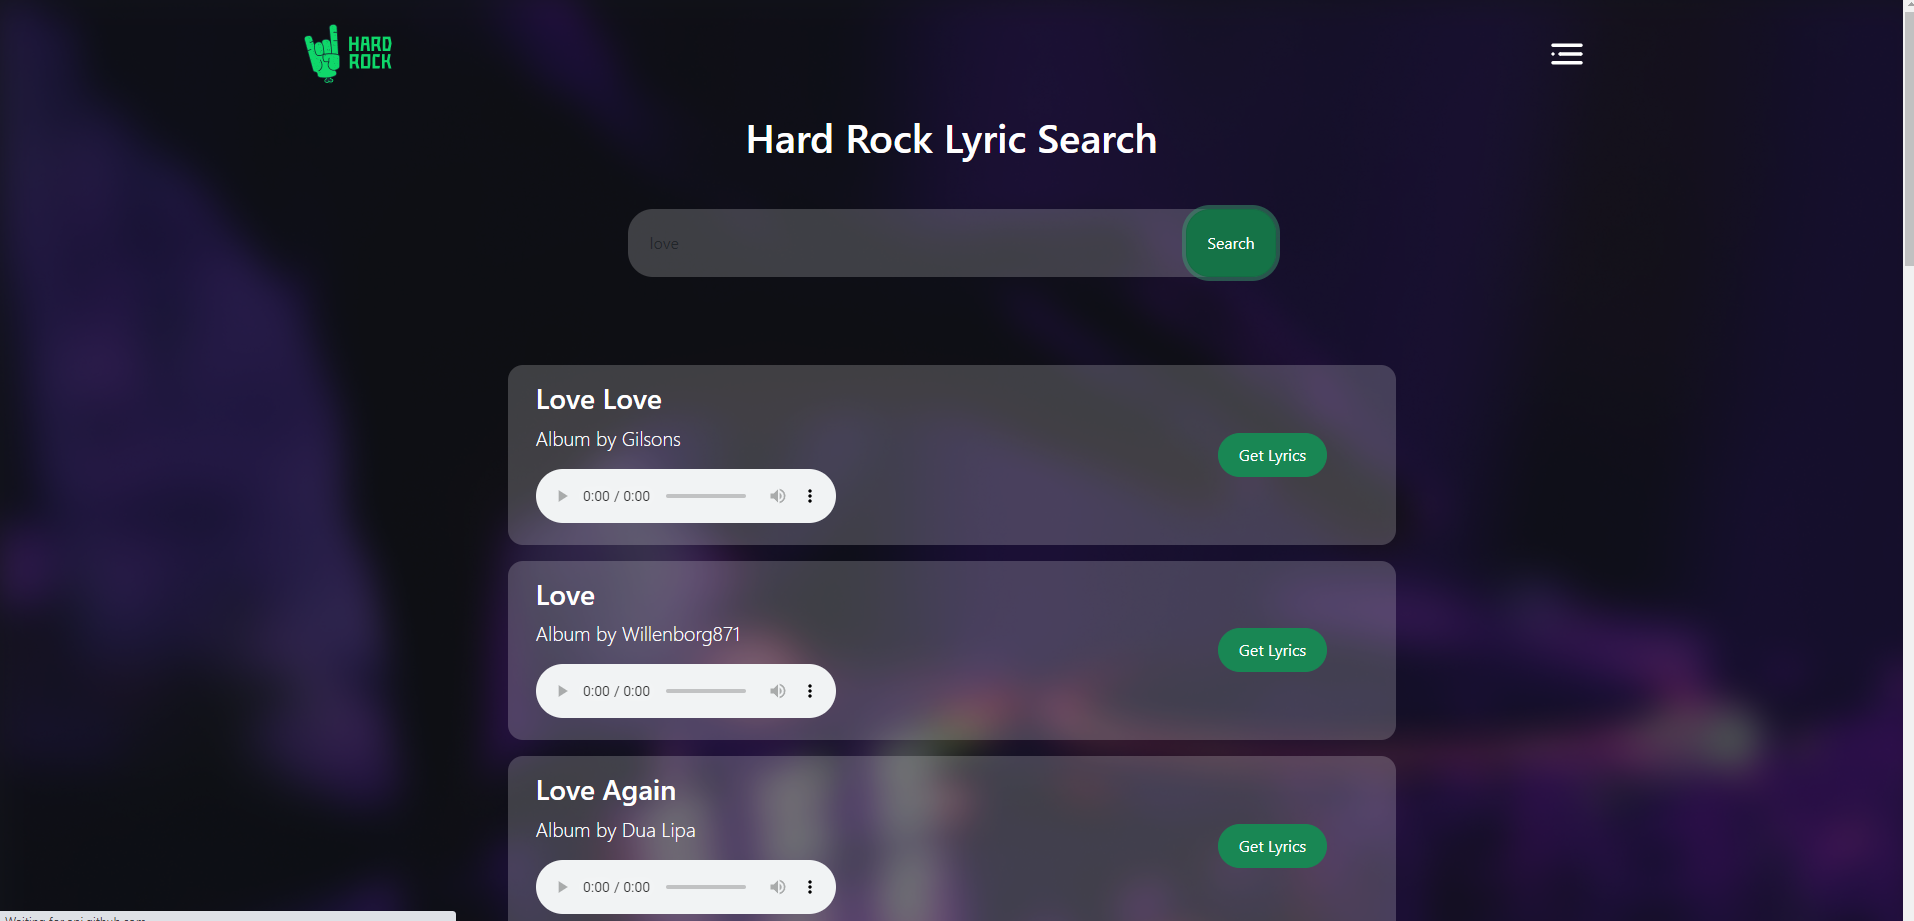 HARD
ROCK
Hard Rock Lyric Search
love
Search
Love Love
Album by Gilsons
Get Lyrics
0:00 / 0:00
Love
Album by Willenborg871
Get Lyrics
0:00 / 0:00
Love Again
Album by Dua Lipa
Get Lyrics
0:00 / 0:00